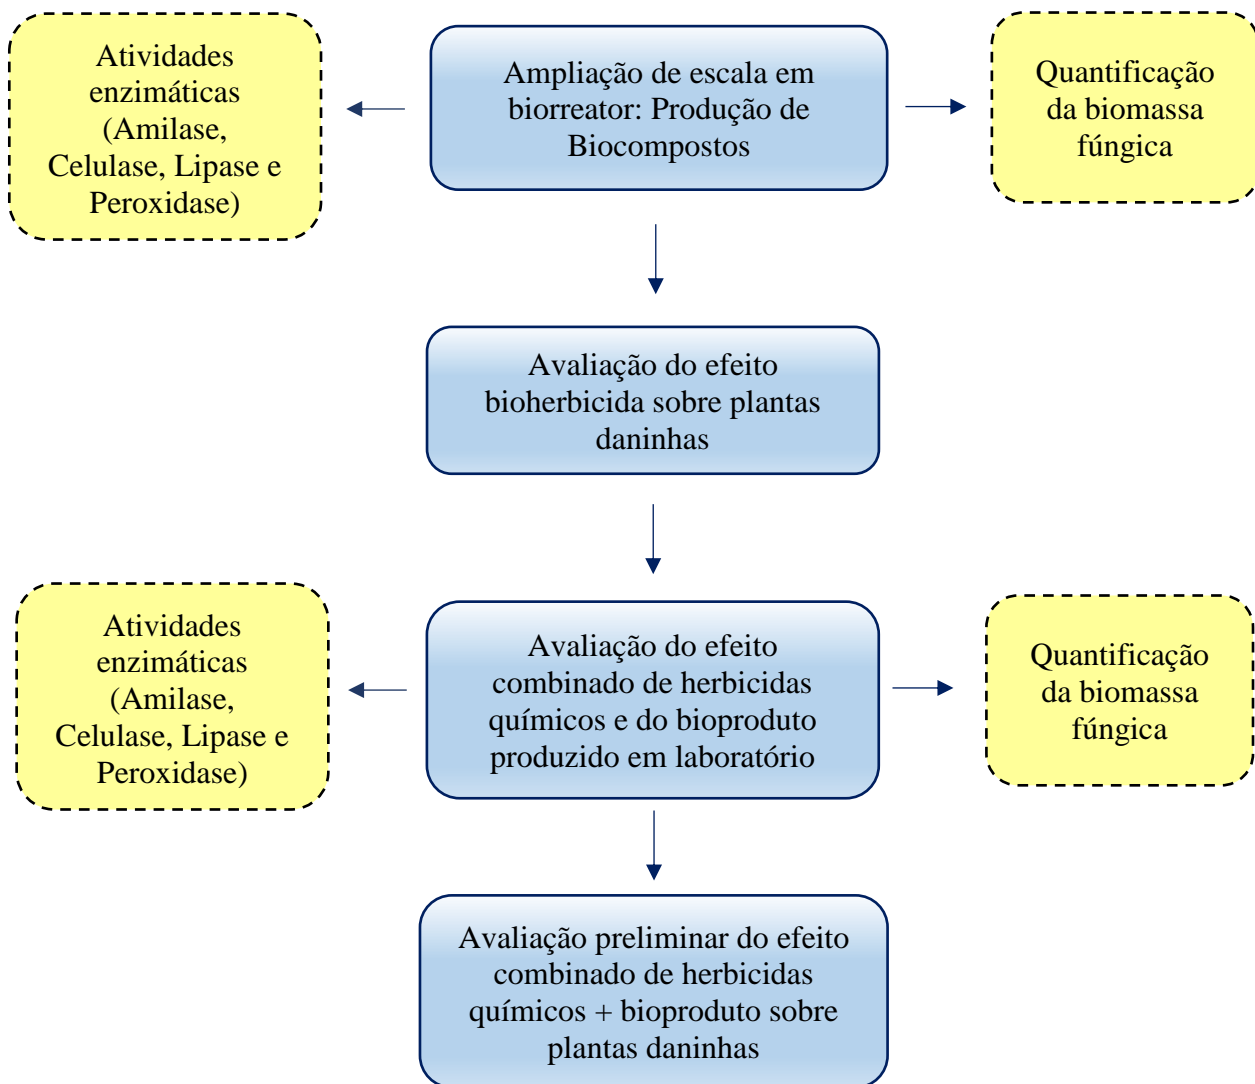 Atividades
enzimáticas
(Amilase,
Celulase, Lipase e
Peroxidase)
Ampliação de escala em
biorreator: Produção de
Biocompostos
Quantificação
da biomassa
fúngica
Avaliação do efeito
bioherbicida sobre plantas
daninhas
Atividades
enzimáticas
(Amilase,
Celulase, Lipase e
Peroxidase)
Avaliação do efeito
combinado de herbicidas
químicos e do bioproduto
produzido em laboratório
Quantificação
da biomassa
fúngica
Avaliação preliminar do efeito
combinado de herbicidas
químicos + bioproduto sobre
plantas daninhas